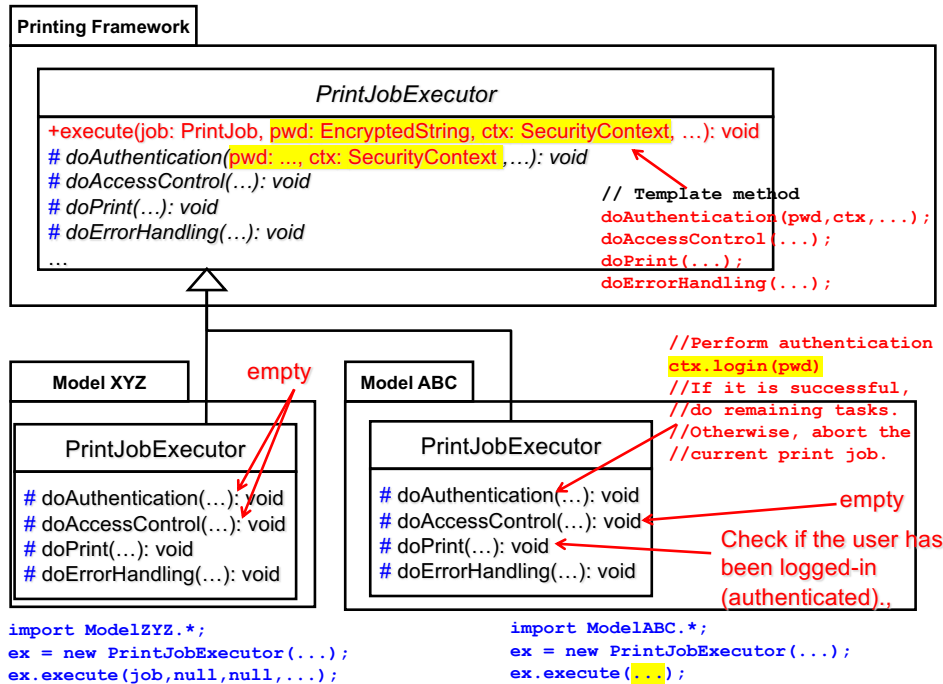 Printing Framework
PrintJobExecutor
+execute(job: PrintJob, pwd: EncryptedString, ctx: SecurityContext, …): void
# doAuthentication(pwd: ..., ctx: SecurityContext ,…): void
# doAccessControl(…): void
# doPrint(…): void
# doErrorHandling(…): void
…
// Template method
doAuthentication(pwd,ctx,...);
doAccessControl(...);
doPrint(...);
doErrorHandling(...);
Model XYZ
empty
PrintJobExecutor
# doAuthentication(…): void
# doAccessControl(…): void
# doPrint(…): void
# doErrorHandling(…): void
Model ABC
//Perform authentication
ctx.login(pwd)
//If it is successful,
//do remaining tasks.
//Otherwise, abort the
//current print job.
PrintJobExecutor
# doAuthentication(…): void
# doAccessControl(…): void
# doPrint(…): void
# doErrorHandling(…): void
empty
Check if the user has
been logged-in
(authenticated).,
import ModelZYZ.*;
ex = new PrintJobExecutor(...);
ex.execute(job,null,null,...);
import ModelABC.*;
ex = new PrintJobExecutor(...);
ex.execute(...);